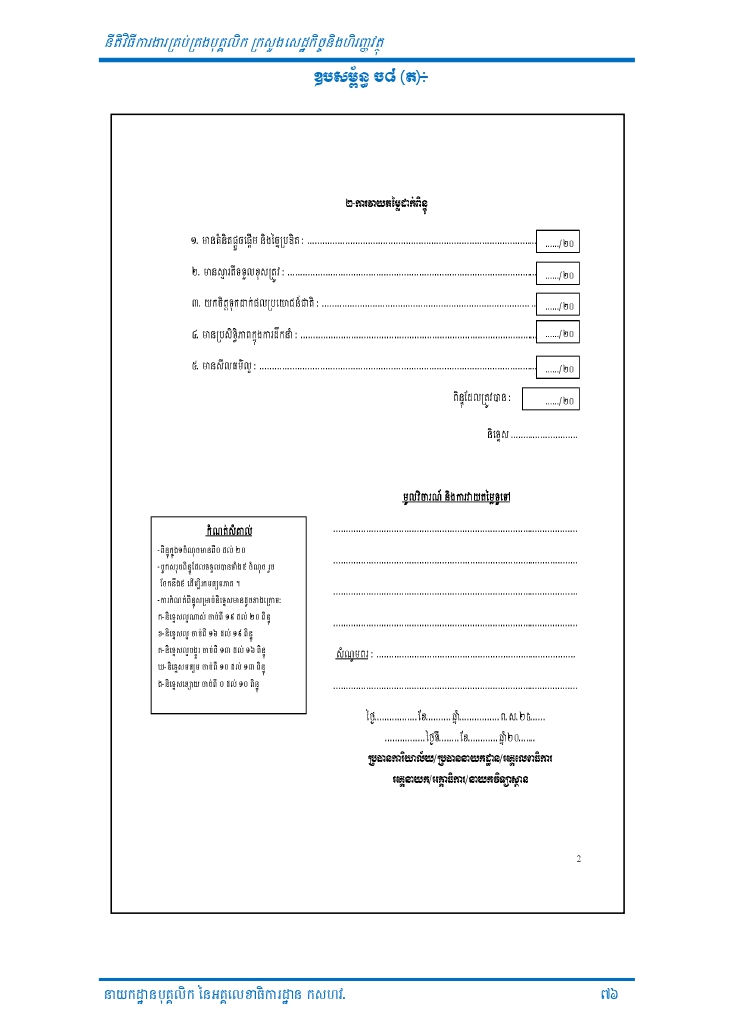 នីតិវិធីការងារគ្រប់គ្រងបុគ្គលិក ក្រសួងសេដ្ឋកិច្ចនិងហិរញ្ញវត្ថុ
ឧបសម្ព័ន្ធ ប៨ (ត)÷
២-ការវាយតម្លៃដាក់ពិន្ទុ
១. មានគំនិតផ្តួចផ្តើម និងច្នៃប្រឌិត : ........................................ ....../២០
២. មានស្មារតីទទួលខុសត្រូវ : ........................................ ....../២០
៣. យកចិត្តទុកដាក់ផលប្រយោជន៍ជាតិ : ........................................ ....../២០
៤. មានប្រសិទ្ធិភាពក្នុងការដឹកនាំ : ........................................ ....../២០
៥. មានសីលធម៌ល្អ : ........................................ ....../២០
ពិន្ទុដែលត្រូវបាន : ....../២០
និទ្ទេស ..........................
មូលវិចារណ៍ និងការវាយតម្លៃទូទៅ
កំណត់សំគាល់
-ពិន្ទុក្នុង១ចំណុចមានពី០ ដល់ ២០
-បូកសរុបពិន្ទុដែលទទួលបានទាំង៥ ចំណុច រួច
ចែកនឹង៥ ដើម្បីរកមធ្យមភាគ ។
-ការកំណត់ពិន្ទុសម្រាប់និទ្ទេសមានដូចខាងក្រោម:
ក-និទ្ទេសល្អណាស់ ចាប់ពី ១៩ ដល់ ២០ ពិន្ទុ
ខ-និទ្ទេសល្អ ចាប់ពី ១៦ ដល់ ១៩ ពិន្ទុ
គ-និទ្ទេសល្អបង្គួរ ចាប់ពី ១៣ ដល់ ១៦ ពិន្ទុ
ឃ-និទ្ទេសមធ្យម ចាប់ពី ១០ ដល់ ១៣ ពិន្ទុ
ង-និទ្ទេសខ្សោយ ចាប់ពី ០ ដល់ ១០ ពិន្ទុ
សំណូមពរ : ........................................
ថ្ងៃ................. ខែ.......... ឆ្នាំ................ ព.ស.២៥......
................ ថ្ងៃទី........ ខែ............ ឆ្នាំ២០.......
ប្រធានការិយាល័យ/ប្រធាននាយកដ្ឋាន/អគ្គលេខាធិការ
អគ្គនាយក/អគ្គាធិការ/នាយកវិទ្យាស្ថាន
2
នាយកដ្ឋានបុគ្គលិក នៃអគ្គលេខាធិការដ្ឋាន កសហវ.
៧៦